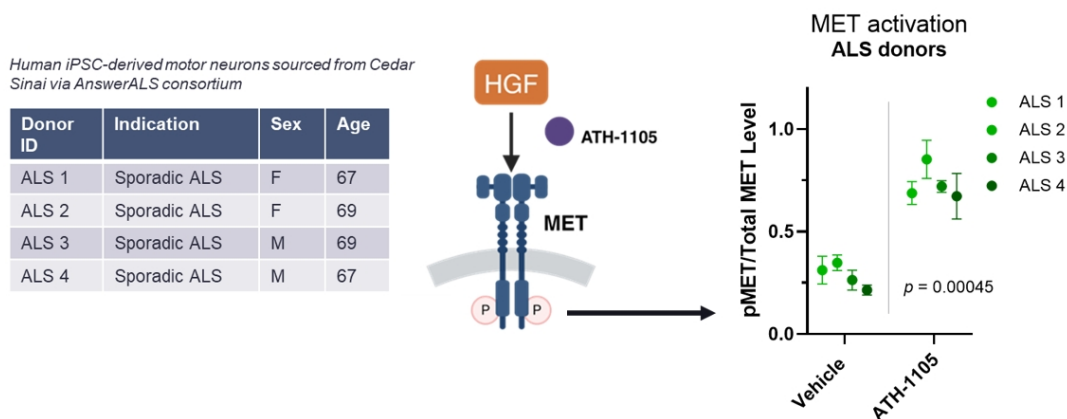 Human iPSC-derived motor neurons sourced from Cedar
Sinai via AnswerALS consortium
Donor ID Indication Sex Age
ALS 1 Sporadic ALS F 67
ALS 2 Sporadic ALS F 69
ALS 3 Sporadic ALS M 69
ALS 4 Sporadic ALS M 67
HGF
ATH-1105
MET
P P
MET activation
ALS donors
pMET/Total MET Level
1.0
0.5
0.0
p = 0.00045
Vehicle
ATH-1105
ALS 1
ALS 2
ALS 3
ALS 4